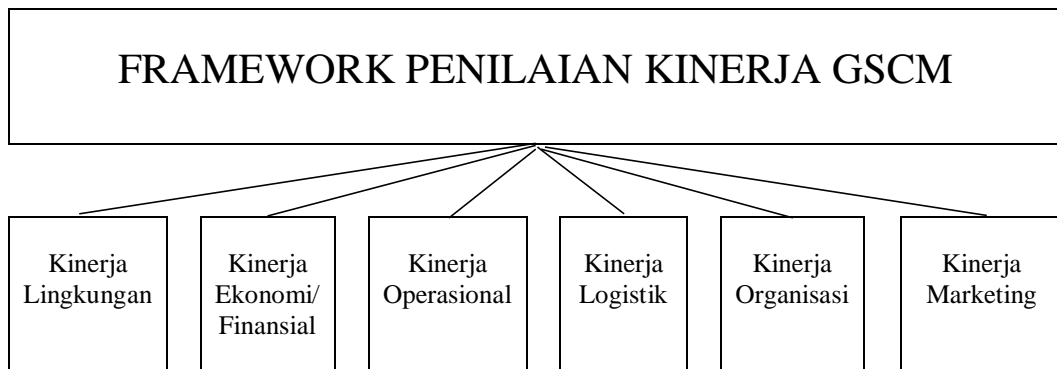 FRAMEWORK PENILAIAN KINERJA GSCM
Kinerja
Lingkungan
Kinerja
Ekonomi/
Finansial
Kinerja
Operasional
Kinerja
Logistik
Kinerja
Organisasi
Kinerja
Marketing